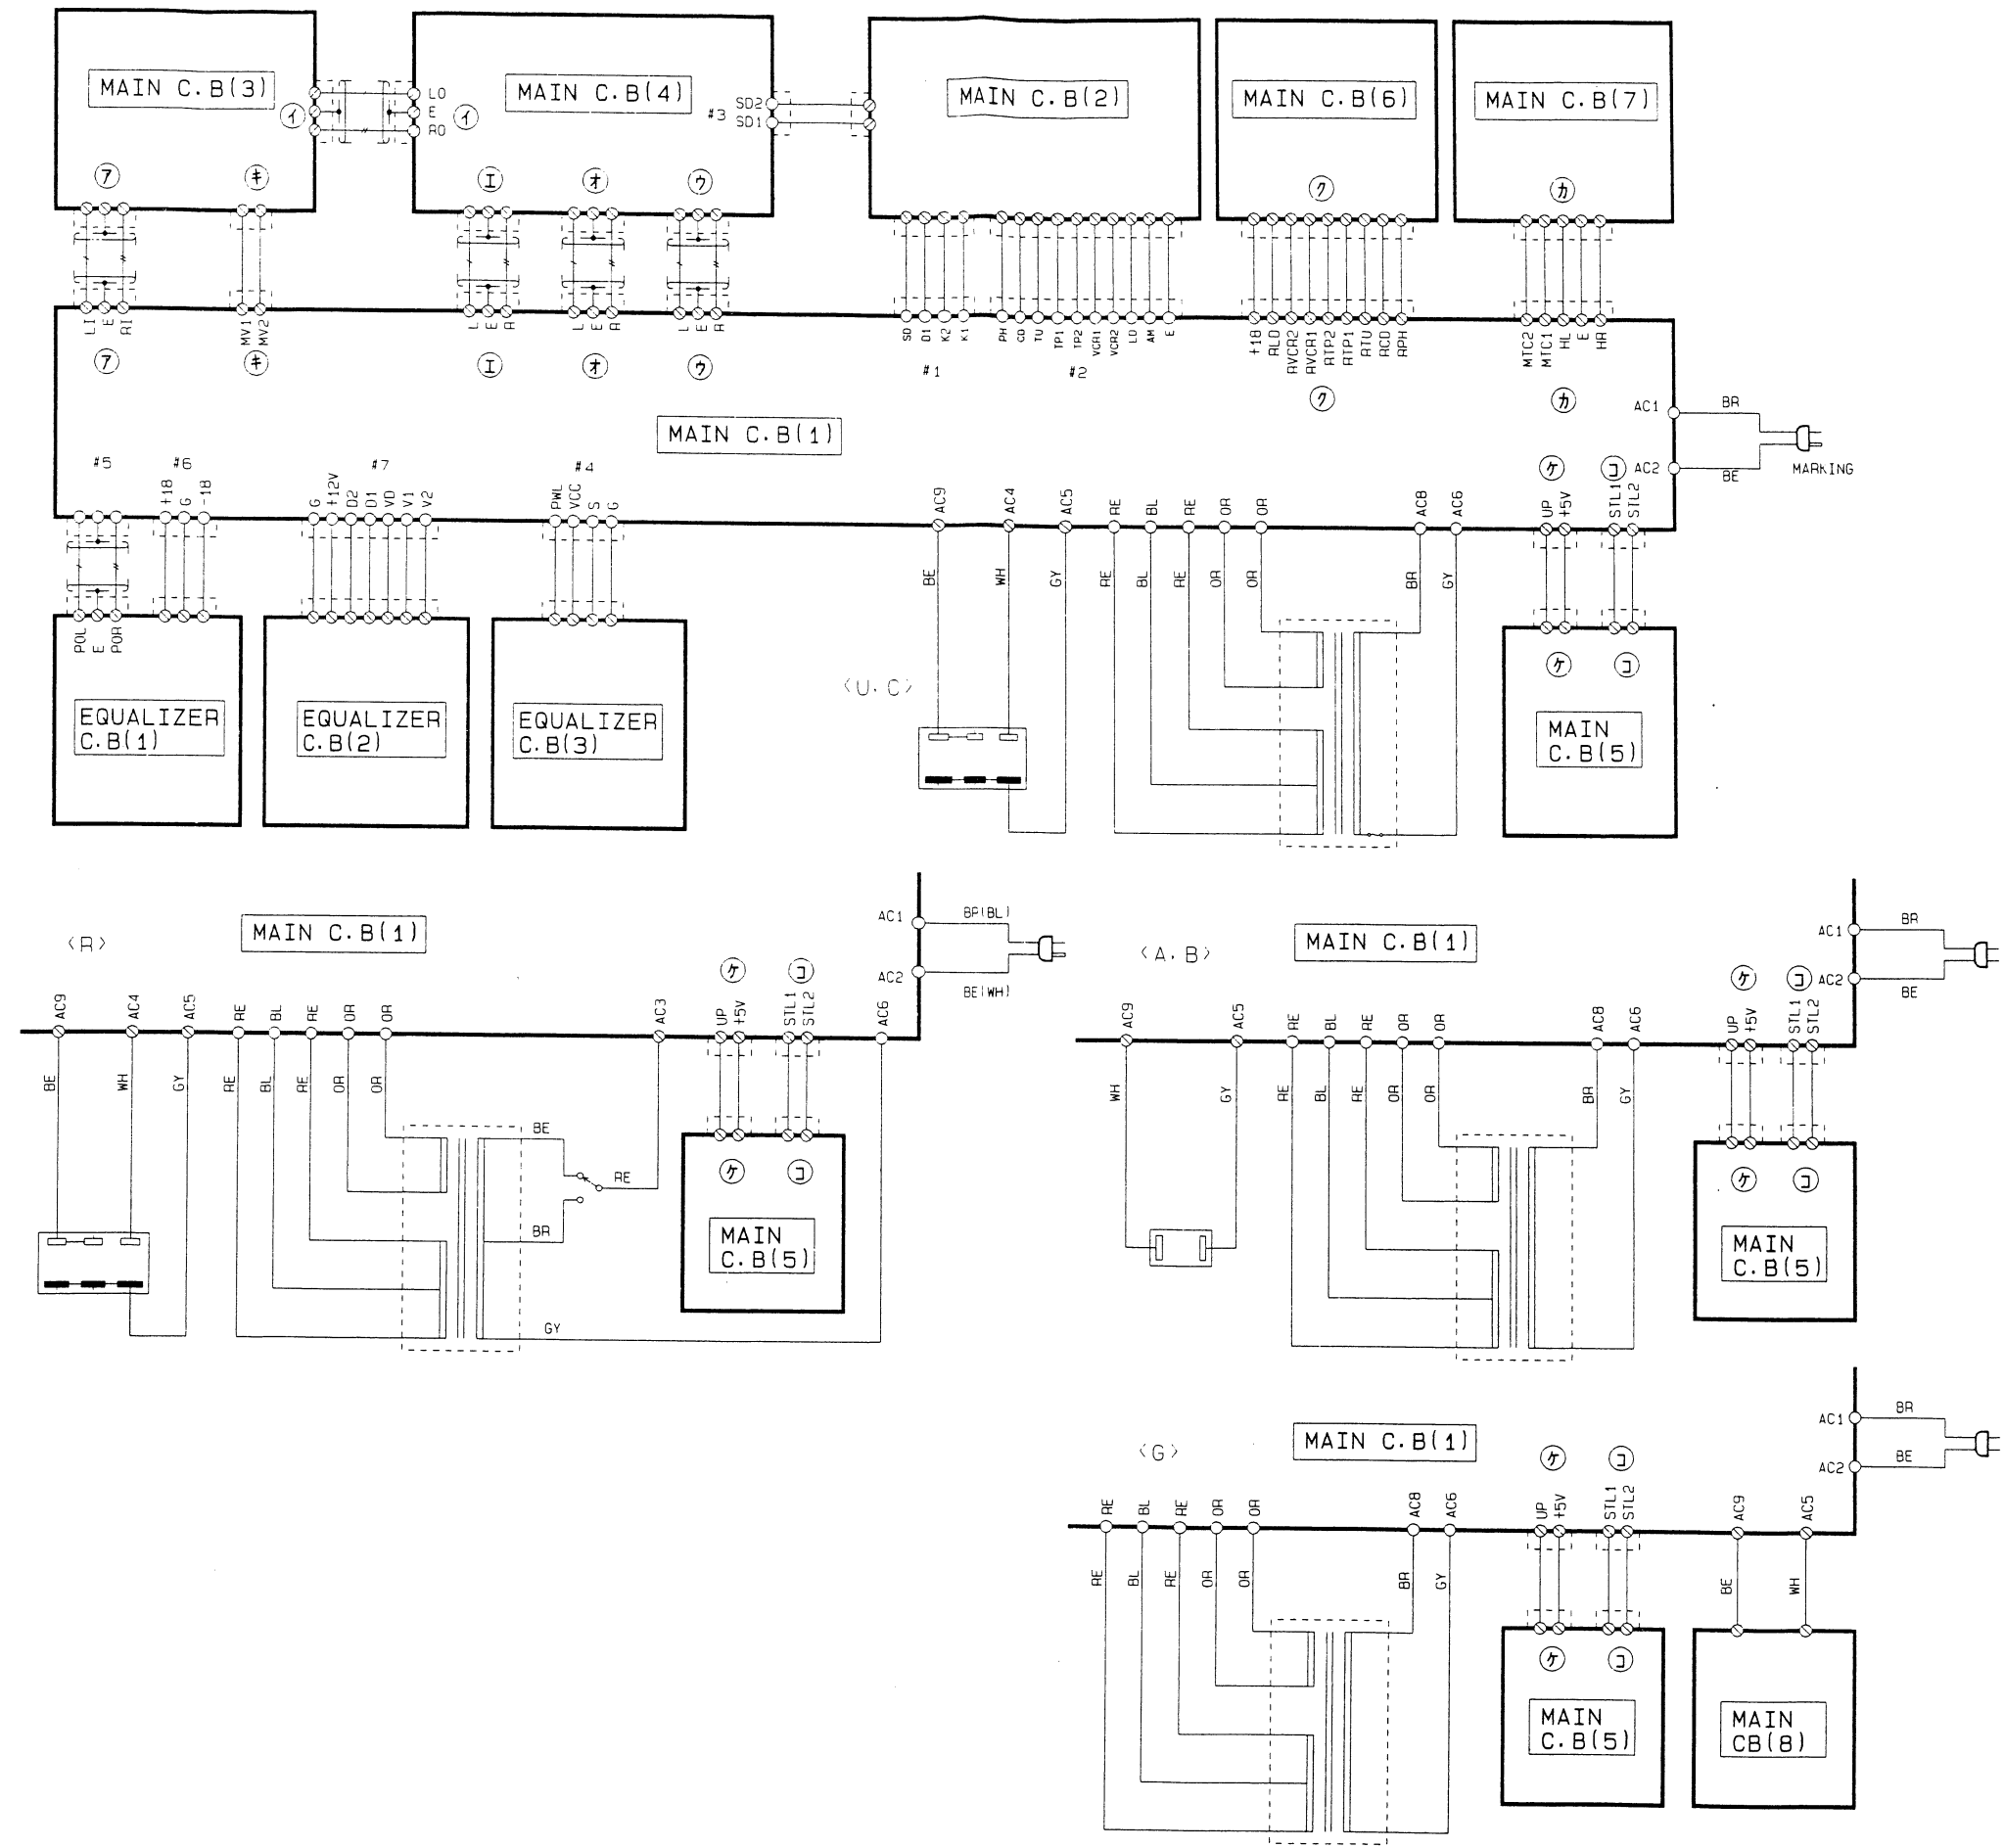 MAIN C.B(3)
MAIN C.B(4)
MAIN C.B(2)
MAIN C.B(6)
MAIN C.B(7)
イ
LO
E
RO
イ
#3
SD2
SD1
ア
キ
エ
オ
ウ
ク
カ
LI
E
RI
MV1
MV2
L
E
R
L
E
R
L
E
R
SD
D1
K2
K1
PH
CD
TU
TP1
TP2
VCR1
VCR2
LD
AM
E
+18
RLD
RVCR2
RVCR1
RTP2
RTP1
RTU
RCD
RPH
MTC2
MTC1
HL
E
HR
ア
キ
エ
オ
ウ
#1
#2
ク
カ
MAIN C.B(1)
AC1
BR
AC2
BE
MARKING
#5
#6
#7
#4
+18
G
-18
G
+12V
D2
D1
VD
V1
V2
PWL
VCC
S
G
AC9
AC4
AC5
RE
BL
RE
OR
OR
AC8
AC6
ケ
コ
UP
+5V
STL1
STL2
BE
WH
GY
RE
BL
RE
OR
OR
BR
GY
POL
E
POR
EQUALIZER
C.B(1)
EQUALIZER
C.B(2)
EQUALIZER
C.B(3)
<U.C>
ケ
コ
MAIN
C.B(5)
<R>
MAIN C.B(1)
AC1
BR(BL)
AC2
BE(WH)
ケ
コ
AC9
AC4
AC5
RE
BL
RE
OR
OR
AC3
UP
+5V
STL1
STL2
AC6
BE
WH
GY
RE
BL
RE
OR
OR
BE
RE
BR
GY
ケ
コ
MAIN
C.B(5)
<A.B>
MAIN C.B(1)
AC1
BR
AC2
BE
ケ
コ
AC9
AC5
RE
BL
RE
OR
OR
AC8
AC6
UP
+5V
STL1
STL2
WH
GY
RE
BL
RE
OR
OR
BR
GY
ケ
コ
MAIN
C.B(5)
<G>
MAIN C.B(1)
AC1
BR
AC2
BE
ケ
コ
RE
BL
RE
OR
OR
AC8
AC6
UP
+5V
STL1
STL2
AC9
AC5
RE
BL
RE
OR
OR
BR
GY
BE
WH
ケ
コ
MAIN
C.B(5)
MAIN
CB(8)